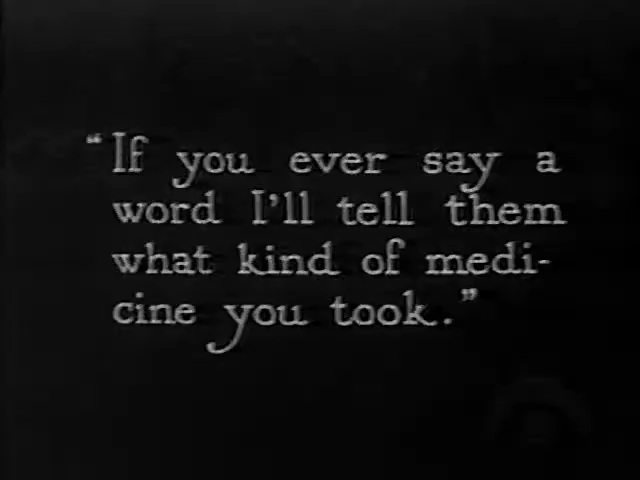 “If you ever say a
word I’ll tell them
what kind of medi-
cine you took.”